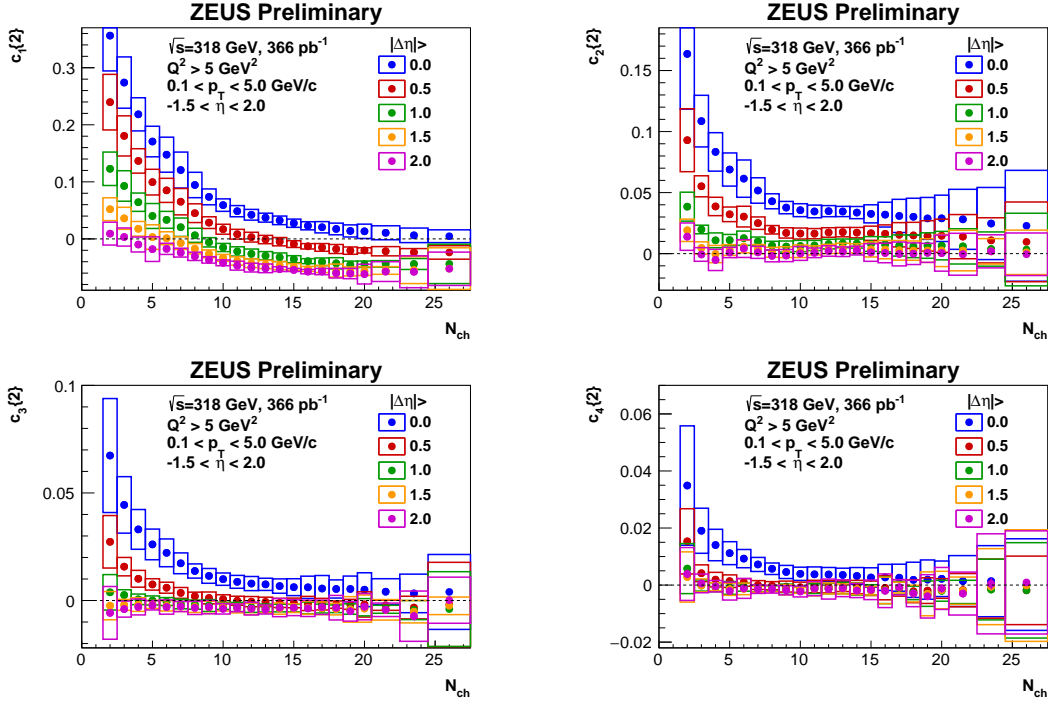 ZEUS Preliminary
c₁{2}
√s=318 GeV, 366 pb⁻¹
Q² > 5 GeV²
0.1 < p_T < 5.0 GeV/c
-1.5 < η < 2.0
|Δη|>
0.0
0.5
1.0
1.5
2.0
0.3
0.2
0.1
0
0 5 10 15 20 25
N_ch
ZEUS Preliminary
c₂{2}
√s=318 GeV, 366 pb⁻¹
Q² > 5 GeV²
0.1 < p_T < 5.0 GeV/c
-1.5 < η < 2.0
|Δη|>
0.0
0.5
1.0
1.5
2.0
0.15
0.1
0.05
0
0 5 10 15 20 25
N_ch
ZEUS Preliminary
c₃{2}
√s=318 GeV, 366 pb⁻¹
Q² > 5 GeV²
0.1 < p_T < 5.0 GeV/c
-1.5 < η < 2.0
|Δη|>
0.0
0.5
1.0
1.5
2.0
0.1
0.05
0
0 5 10 15 20 25
N_ch
ZEUS Preliminary
c₄{2}
√s=318 GeV, 366 pb⁻¹
Q² > 5 GeV²
0.1 < p_T < 5.0 GeV/c
-1.5 < η < 2.0
|Δη|>
0.0
0.5
1.0
1.5
2.0
0.06
0.04
0.02
0
−0.02
0 5 10 15 20 25
N_ch